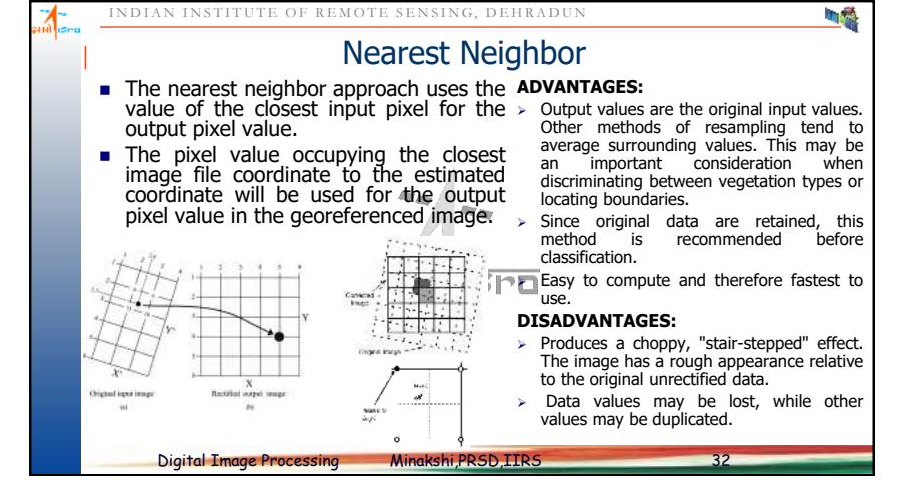 INDIAN INSTITUTE OF REMOTE SENSING, DEHRADUN
isro
Nearest Neighbor
The nearest neighbor approach uses the
value of the closest input pixel for the
output pixel value.
The pixel value occupying the closest
image file coordinate to the estimated
coordinate will be used for the output
pixel value in the georeferenced image.
ADVANTAGES:
Output values are the original input values.
Other methods of resampling tend to
average surrounding values. This may be
an important consideration when
discriminating between vegetation types or
locating boundaries.
Since original data are retained, this
method is recommended before
classification.
Easy to compute and therefore fastest to
use.
DISADVANTAGES:
Produces a choppy, "stair-stepped" effect.
The image has a rough appearance relative
to the original unrectified data.
Data values may be lost, while other
values may be duplicated.
Y
X
Original input image
Rectified output image
(a)
(b)
Corrected
Image
Original Image
Digital Image Processing
Minakshi,PRSD,IIRS
32